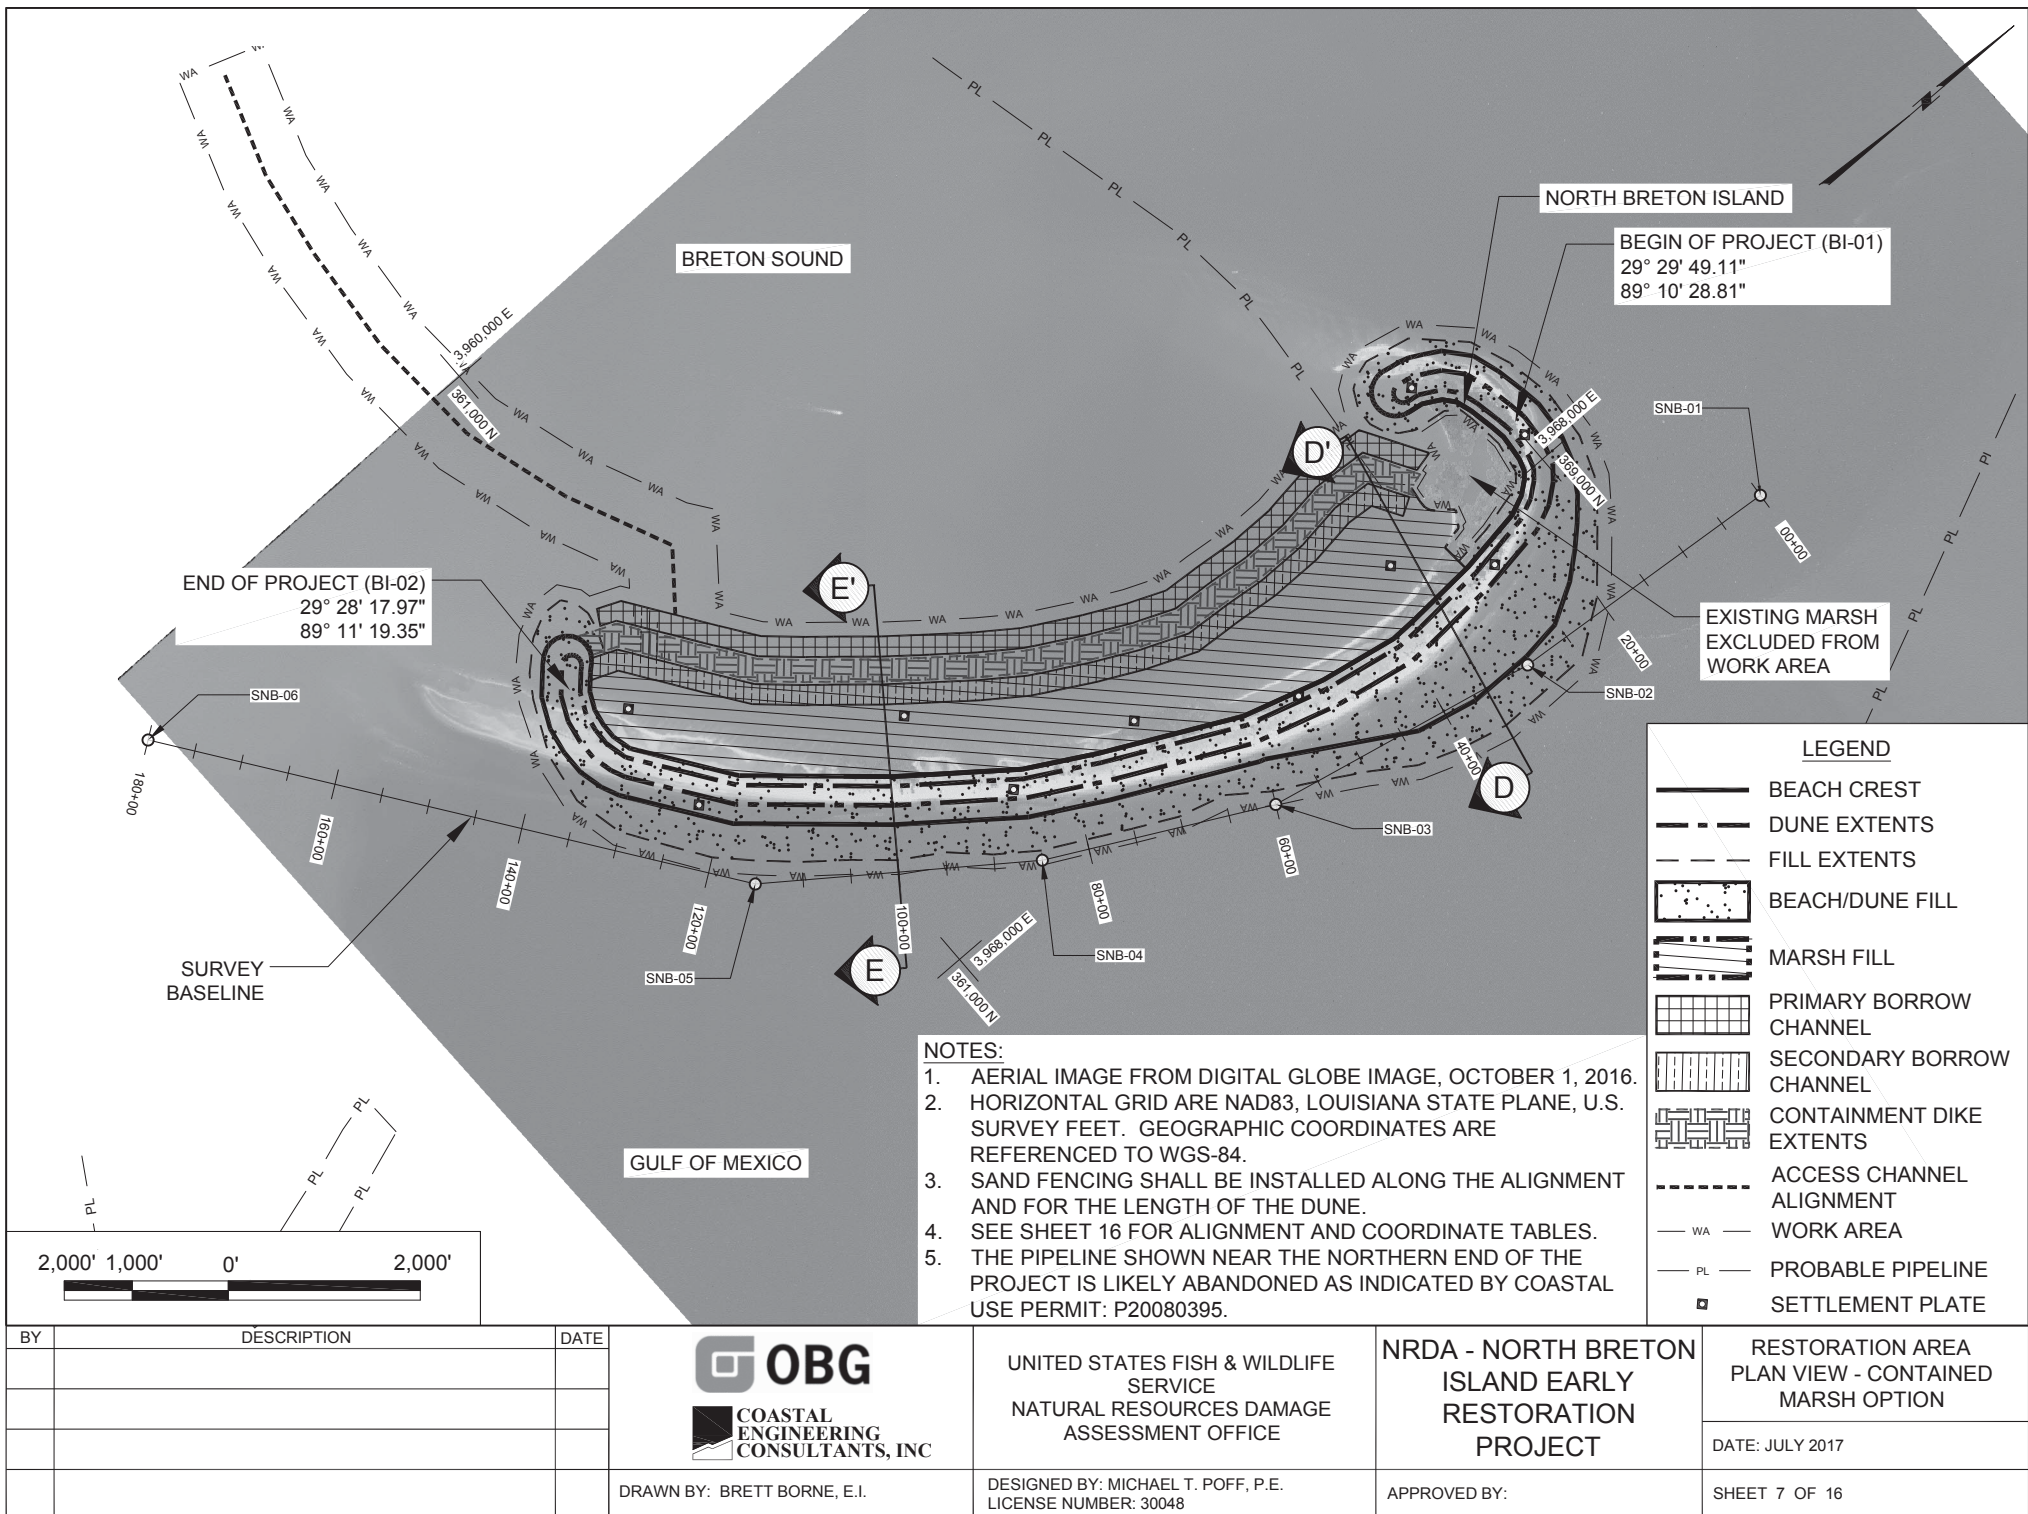 BRETON SOUND
NORTH BRETON ISLAND
BEGIN OF PROJECT (BI-01)
29° 29' 49.11"
89° 10' 28.81"
3,960,000 E
361,000 N
3,968,000 E
369,000 N
SNB-01
00+00
D'
E'
END OF PROJECT (BI-02)
29° 28' 17.97"
89° 11' 19.35"
EXISTING MARSH
EXCLUDED FROM
WORK AREA
20+00
SNB-02
SNB-06
180+00
160+00
140+00
120+00
100+00
80+00
60+00
40+00
D
E
SNB-03
SNB-04
SNB-05
3,968,000 E
361,000 N
SURVEY
BASELINE
GULF OF MEXICO
WA
PL
NOTES:
1. AERIAL IMAGE FROM DIGITAL GLOBE IMAGE, OCTOBER 1, 2016.
2. HORIZONTAL GRID ARE NAD83, LOUISIANA STATE PLANE, U.S.
SURVEY FEET. GEOGRAPHIC COORDINATES ARE
REFERENCED TO WGS-84.
3. SAND FENCING SHALL BE INSTALLED ALONG THE ALIGNMENT
AND FOR THE LENGTH OF THE DUNE.
4. SEE SHEET 16 FOR ALIGNMENT AND COORDINATE TABLES.
5. THE PIPELINE SHOWN NEAR THE NORTHERN END OF THE
PROJECT IS LIKELY ABANDONED AS INDICATED BY COASTAL
USE PERMIT: P20080395.
LEGEND
BEACH CREST
DUNE EXTENTS
FILL EXTENTS
BEACH/DUNE FILL
MARSH FILL
PRIMARY BORROW
CHANNEL
SECONDARY BORROW
CHANNEL
CONTAINMENT DIKE
EXTENTS
ACCESS CHANNEL
ALIGNMENT
WA WORK AREA
PL PROBABLE PIPELINE
SETTLEMENT PLATE
2,000' 1,000' 0' 2,000'
BY DESCRIPTION DATE
OBG
COASTAL
ENGINEERING
CONSULTANTS, INC
DRAWN BY: BRETT BORNE, E.I.
UNITED STATES FISH & WILDLIFE
SERVICE
NATURAL RESOURCES DAMAGE
ASSESSMENT OFFICE
DESIGNED BY: MICHAEL T. POFF, P.E.
LICENSE NUMBER: 30048
NRDA - NORTH BRETON
ISLAND EARLY
RESTORATION
PROJECT
APPROVED BY:
RESTORATION AREA
PLAN VIEW - CONTAINED
MARSH OPTION
DATE: JULY 2017
SHEET 7 OF 16